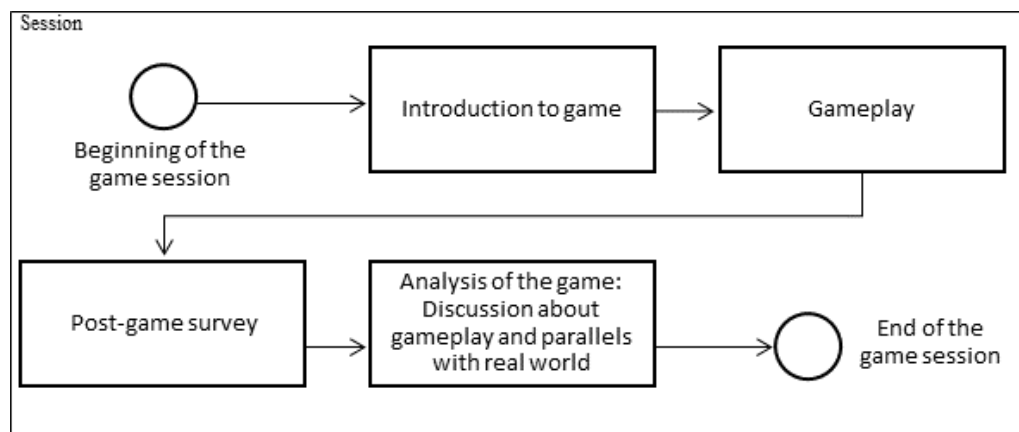 Session
Introduction to game
Gameplay
Beginning of the
game session
Post-game survey
Analysis of the game:
Discussion about
gameplay and parallels
with real world
End of the
game session